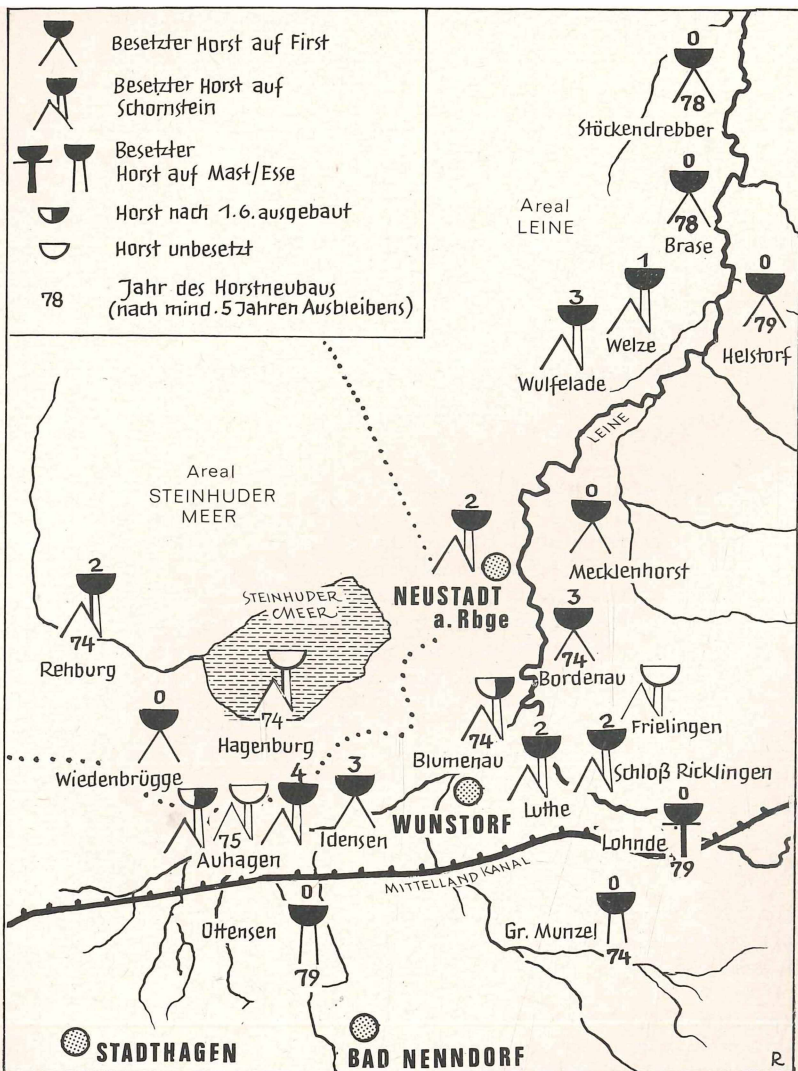 Besetzter Horst auf First
Besetzter Horst auf
Schornstein
Besetzter
Horst auf Mast/Esse
Horst nach 1.6. ausgebaut
Horst unbesetzt
78
Jahr des Horstneubaus
(nach mind. 5 Jahren Ausbleibens)
0
78
Stöckendrebber
0
78
Brase
Areal
LEINE
1
Welze
0
79
Helstorf
3
Wulfelade
LEINE
Areal
STEINHUDER
MEER
2
NEUSTADT
a. Rbge
0
Mecklenhorst
STEINHUDER
MEER
2
74
Rehburg
3
74
Bordenau
74
Hagenburg
0
Wiedenbrügge
74
Blumenau
Frielingen
2
Luthe
2
Schloß Ricklingen
75
Auhagen
4
3
Idensen
WUNSTORF
0
Lohnde
79
MITTELLANDKANAL
0
Ottensen
79
0
Gr. Munzel
74
STADTHAGEN
BAD NENNDORF
R